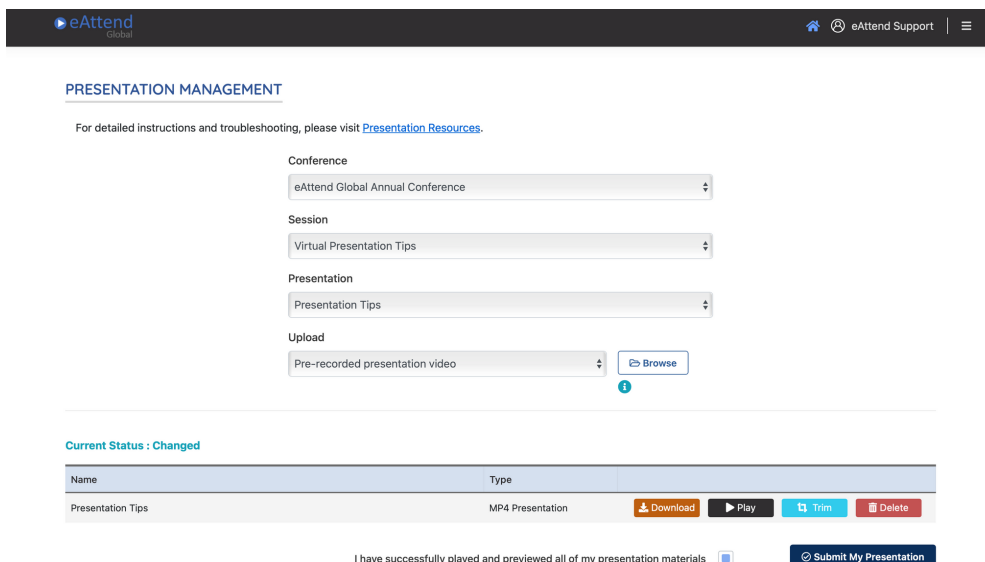 eAttend
Global
eAttend Support
PRESENTATION MANAGEMENT
For detailed instructions and troubleshooting, please visit Presentation Resources.
Conference
eAttend Global Annual Conference
Session
Virtual Presentation Tips
Presentation
Presentation Tips
Upload
Pre-recorded presentation video
Browse
Current Status : Changed
Name Type
Presentation Tips MP4 Presentation Download Play Trim Delete
I have successfully played and previewed all of my presentation materials Submit My Presentation